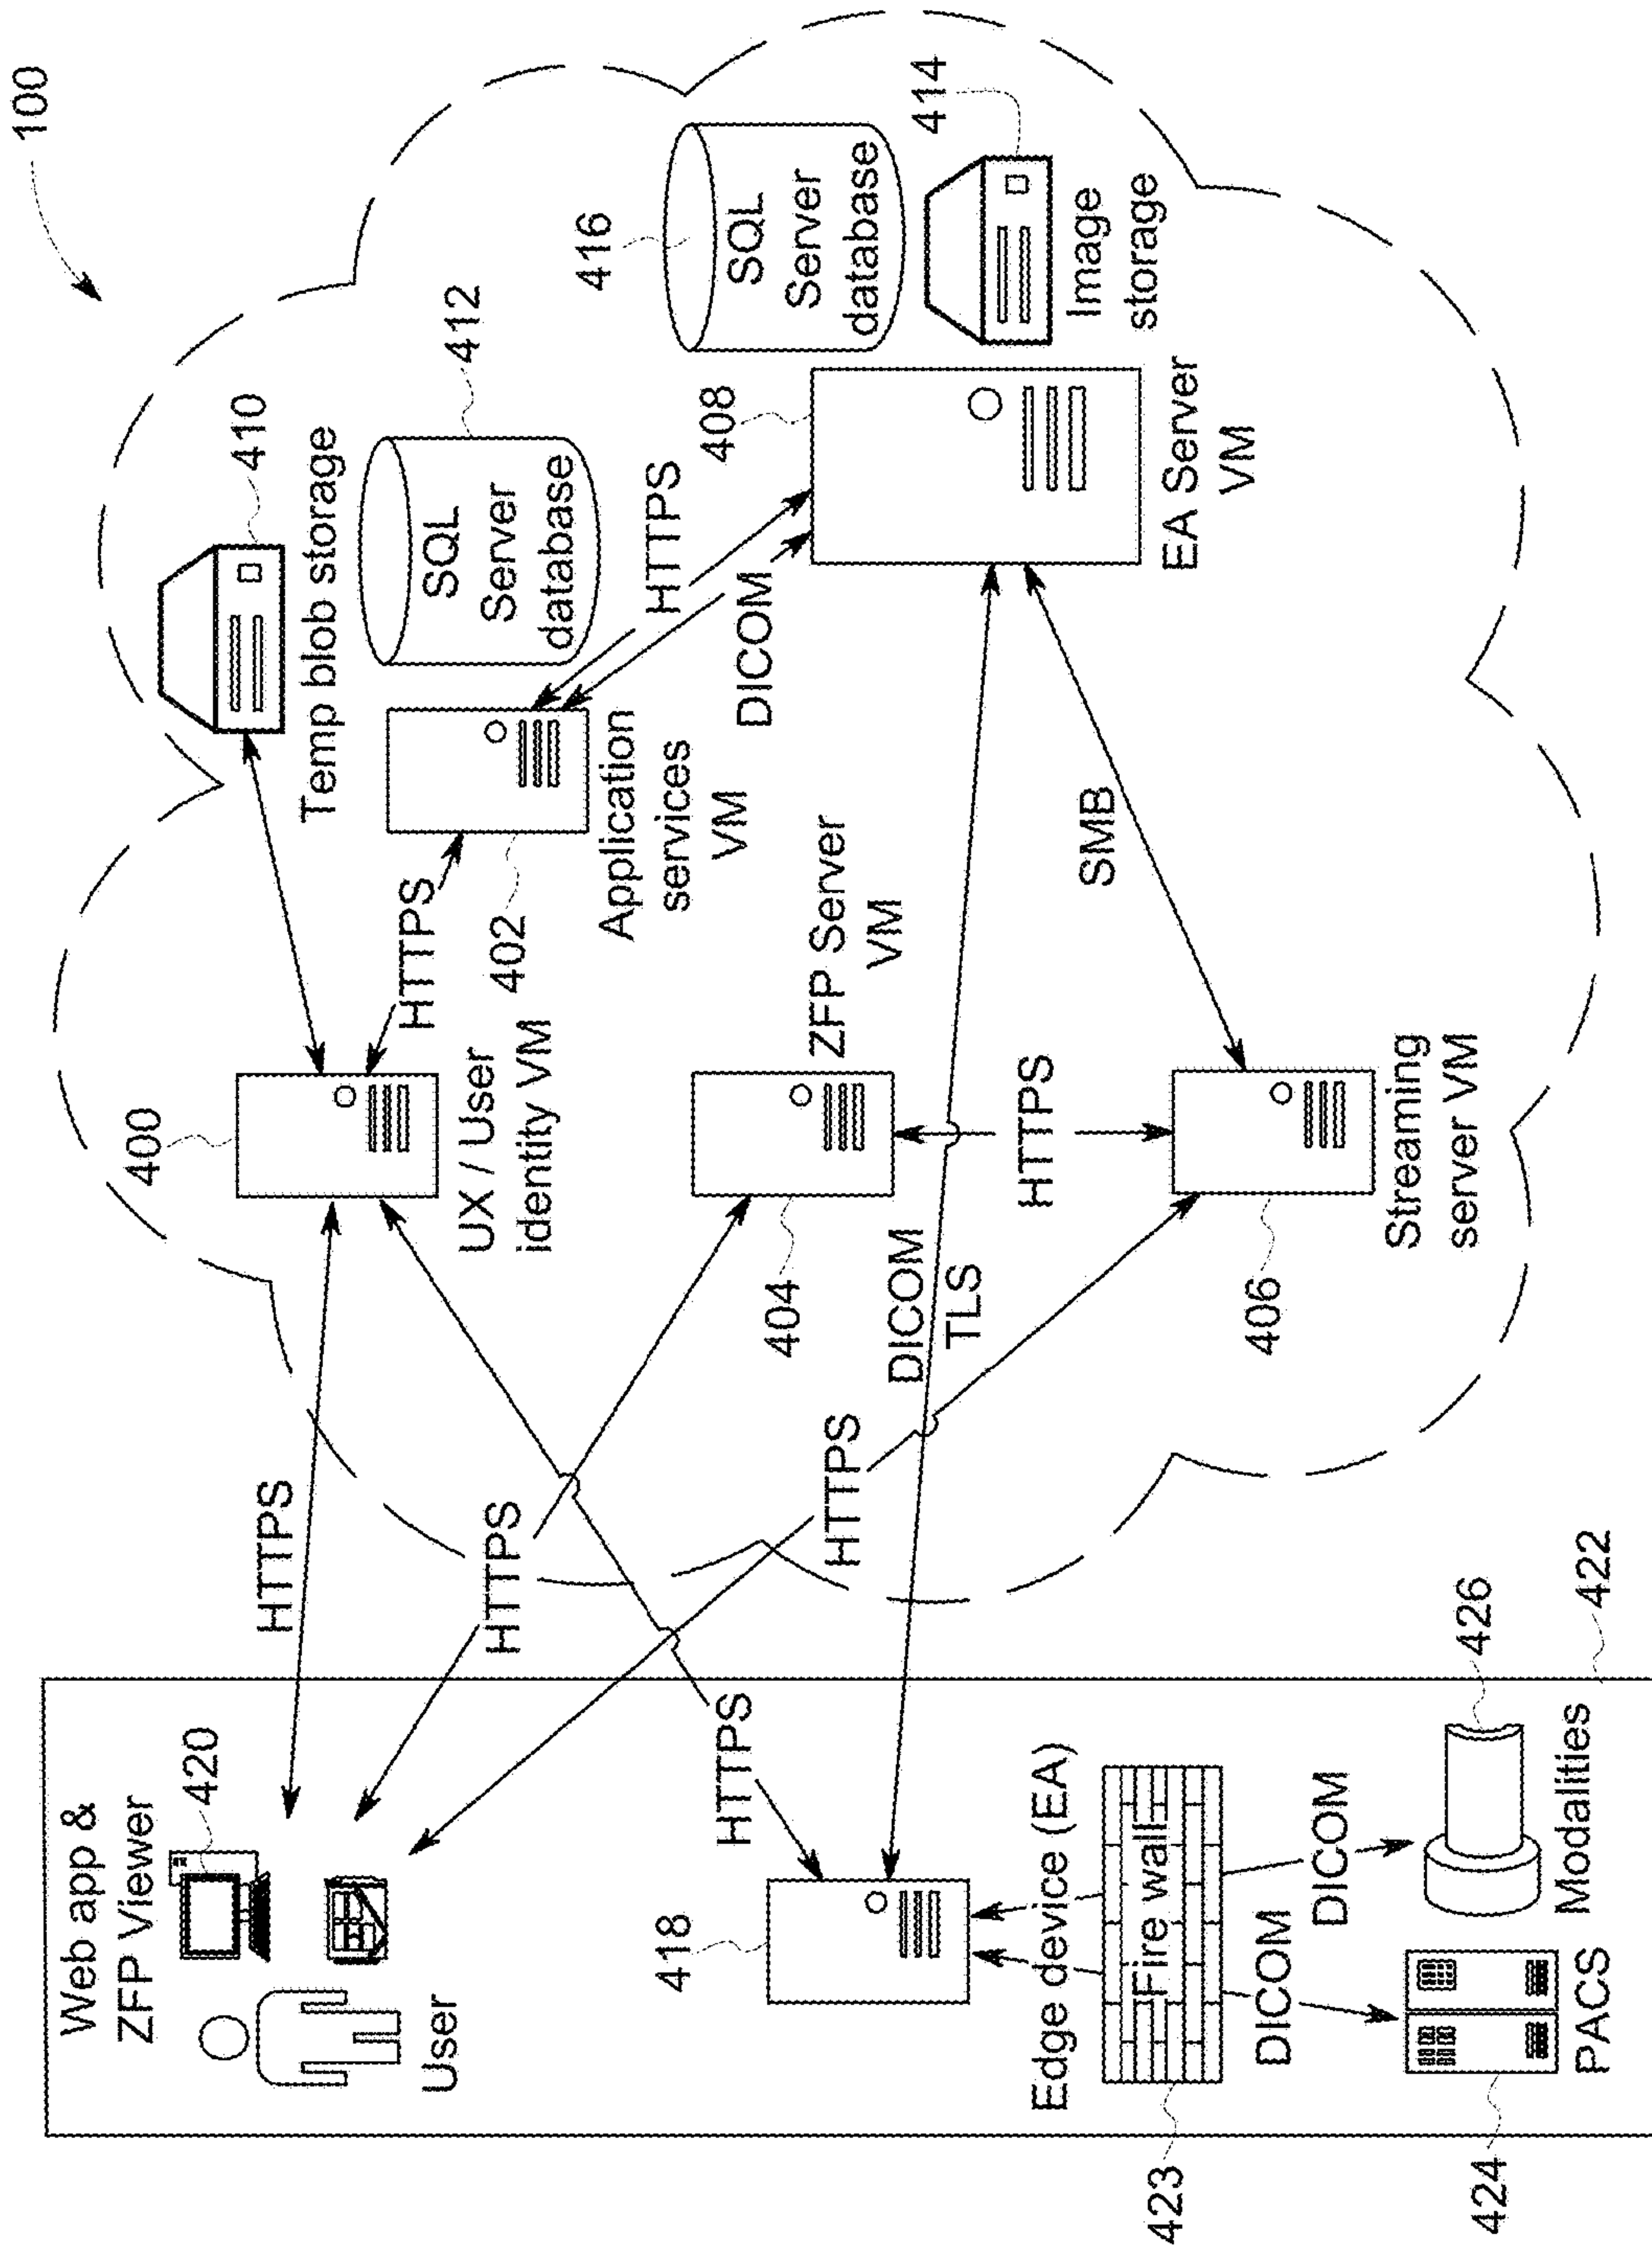 100
Web app &
ZFP Viewer
420
User
HTTPS
HTTPS
HTTPS
HTTPS
418
Edge device (EA)
Fire wall
423
DICOM
DICOM
424
PACS
426
Modalities
422
400
UX / User
identity VM
HTTPS
410
Temp blob storage
402
Application
services
VM
412
SQL
Server
database
HTTPS
DICOM
404
ZFP Server
VM
DICOM
TLS
HTTPS
406
Streaming
server VM
SMB
408
EA Server
VM
416
SQL
Server
database
414
Image
storage